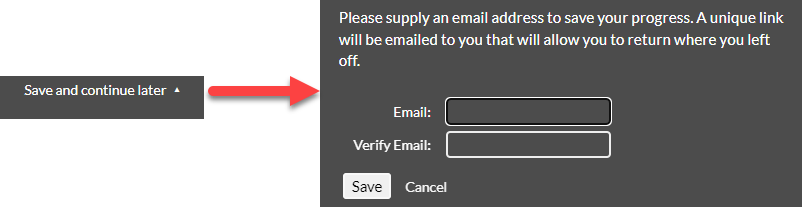 Save and continue later ▲
Please supply an email address to save your progress. A unique link
will be emailed to you that will allow you to return where you left
off.
Email:
Verify Email:
Save Cancel